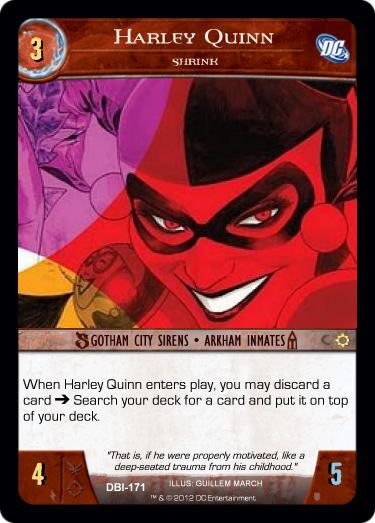 3
HARLEY QUINN
DC
SHRINK
GOTHAM CITY SIRENS • ARKHAM INMATES
When Harley Quinn enters play, you may discard a
card ➔ Search your deck for a card and put it on top
of your deck.
"That is, if he were properly motivated, like a
deep-seated trauma from his childhood."
4
DBI-171
ILLUS: GUILLEM MARCH
5
™ & © 2012 DC Entertainment